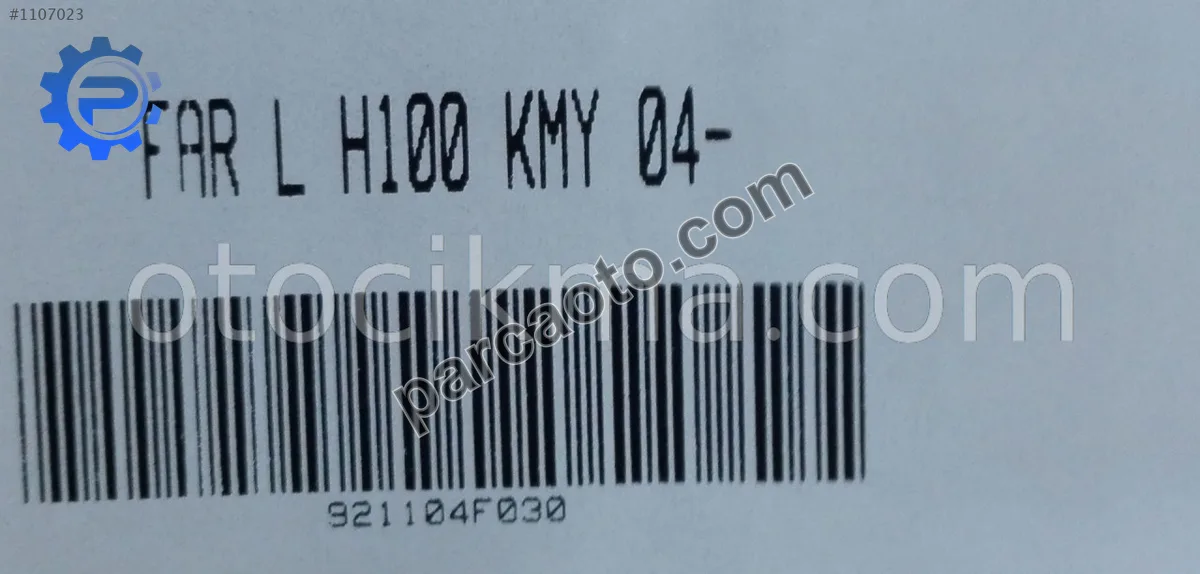 #1107023
FAR L H100 KMY 04-
otocikma.com
parcaoto.com
921104F030